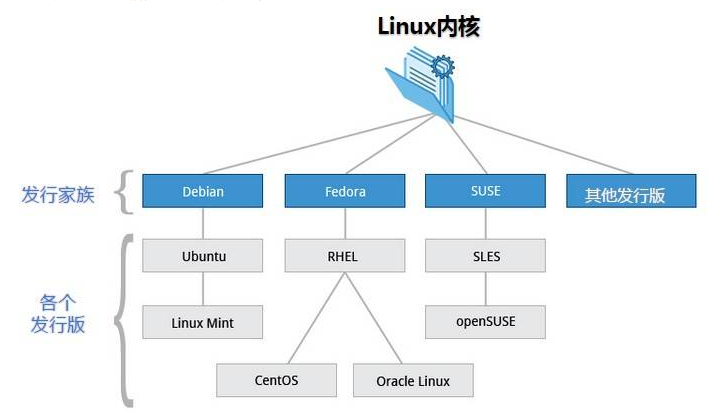 Linux内核
发行家族
Debian
Fedora
SUSE
其他发行版
各个
发行版
Ubuntu
RHEL
SLES
Linux Mint
openSUSE
CentOS
Oracle Linux